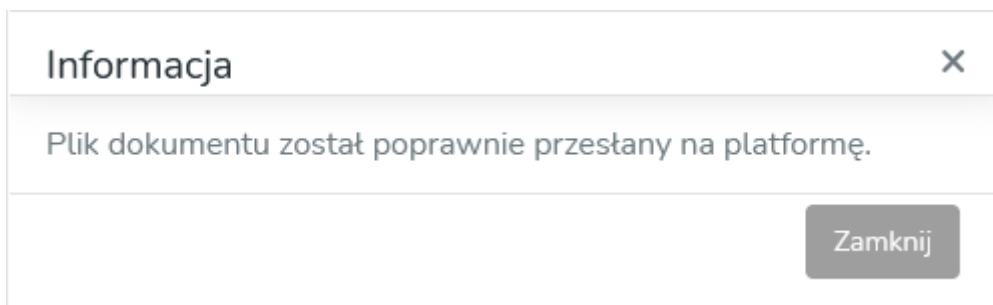 Informacja
Plik dokumentu został poprawnie przesłany na platformę.
Zamknij